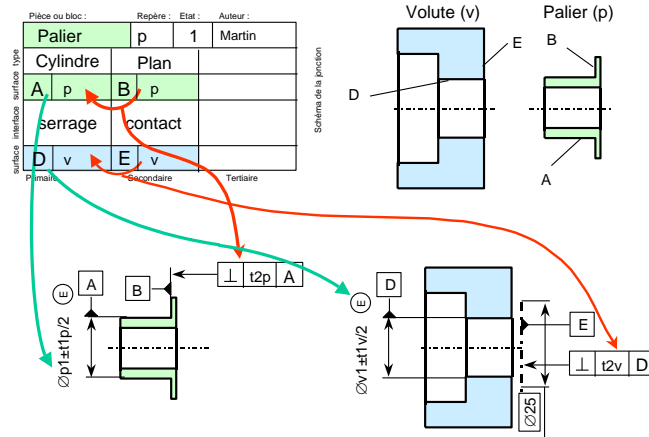 Pièce ou bloc : Repère : Etat : Auteur :
Palier p 1 Martin
Cylindre Plan
A p B p
serrage contact
D v E v
Primaire Secondaire Tertiaire
surface type
surface interface
Schéma de la jonction
Volute (v) Palier (p)
E
B
D
A
⊥ t2p A
A
B
E
∅p1±t1p/2
D
E
∅v1±t1v/2
E
⊥ t2v D
∅25